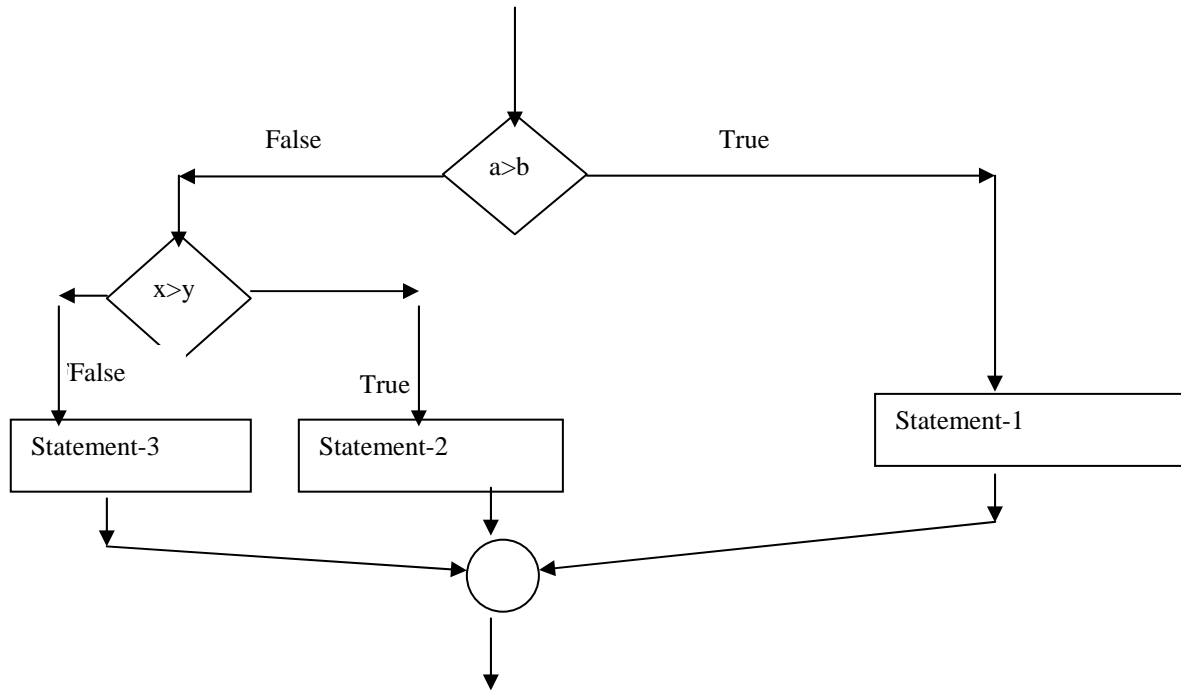 False
True
a>b
x>y
False
True
Statement-1
Statement-3
Statement-2